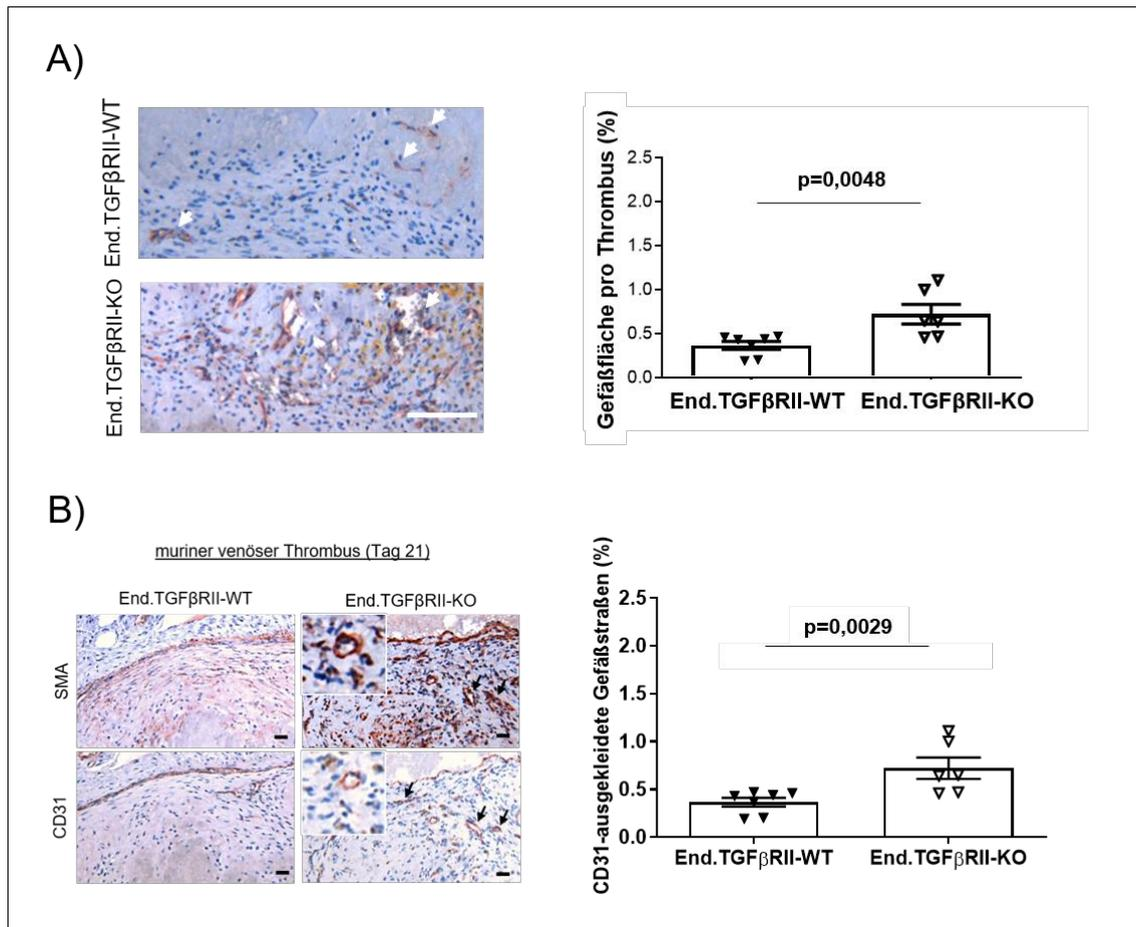 A)
End.TGFβRII-WT
End.TGFβRII-KO
Gefäßfläche pro Thrombus (%)
2.5
2.0
1.5
1.0
0.5
0.0
p=0,0048
End.TGFβRII-WT End.TGFβRII-KO
B)
muriner venöser Thrombus (Tag 21)
End.TGFβRII-WT End.TGFβRII-KO
SMA
CD31
CD31-ausgekleidete Gefäßstraßen (%)
2.5
2.0
1.5
1.0
0.5
0.0
p=0,0029
End.TGFβRII-WT End.TGFβRII-KO